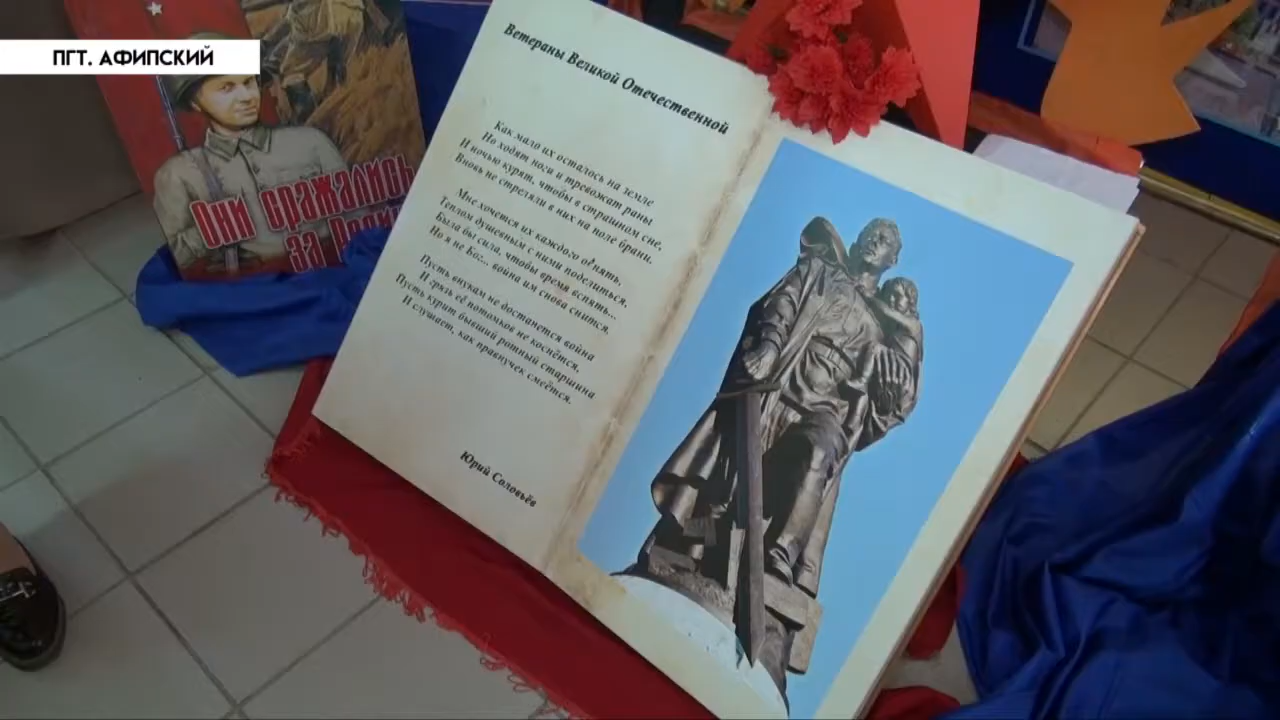 ПГТ. АФИПСКИЙ
Они сражались
за
Ветераны Великой Отечественной
Как мало их осталось на земле
Но ходят ноги и тревожат раны
И ночью курят, чтобы в страшном сне,
Вновь не стреляли в них на поле брани.
Мне хочется их каждого обнять,
Теплом душевным с ними поделиться,
Была бы сила, чтобы время вспять...
Но я не Бог... война им снова снится.
Пусть внукам не достанется война
И грязь её потомков не коснётся,
Пусть курит бывший ротный старшина
И слушает, как правнучек смеётся.
Юрий Соловьёв